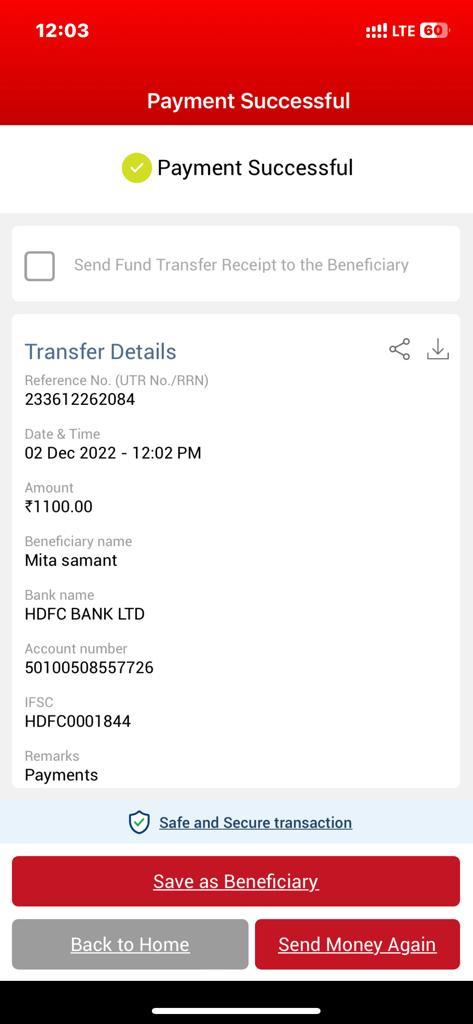 12:03
LTE 60
Payment Successful
Payment Successful
Send Fund Transfer Receipt to the Beneficiary
Transfer Details
Reference No. (UTR No./RRN)
233612262084
Date & Time
02 Dec 2022 - 12:02 PM
Amount
₹1100.00
Beneficiary name
Mita samant
Bank name
HDFC BANK LTD
Account number
50100508557726
IFSC
HDFC0001844
Remarks
Payments
Safe and Secure transaction
Save as Beneficiary
Back to Home
Send Money Again